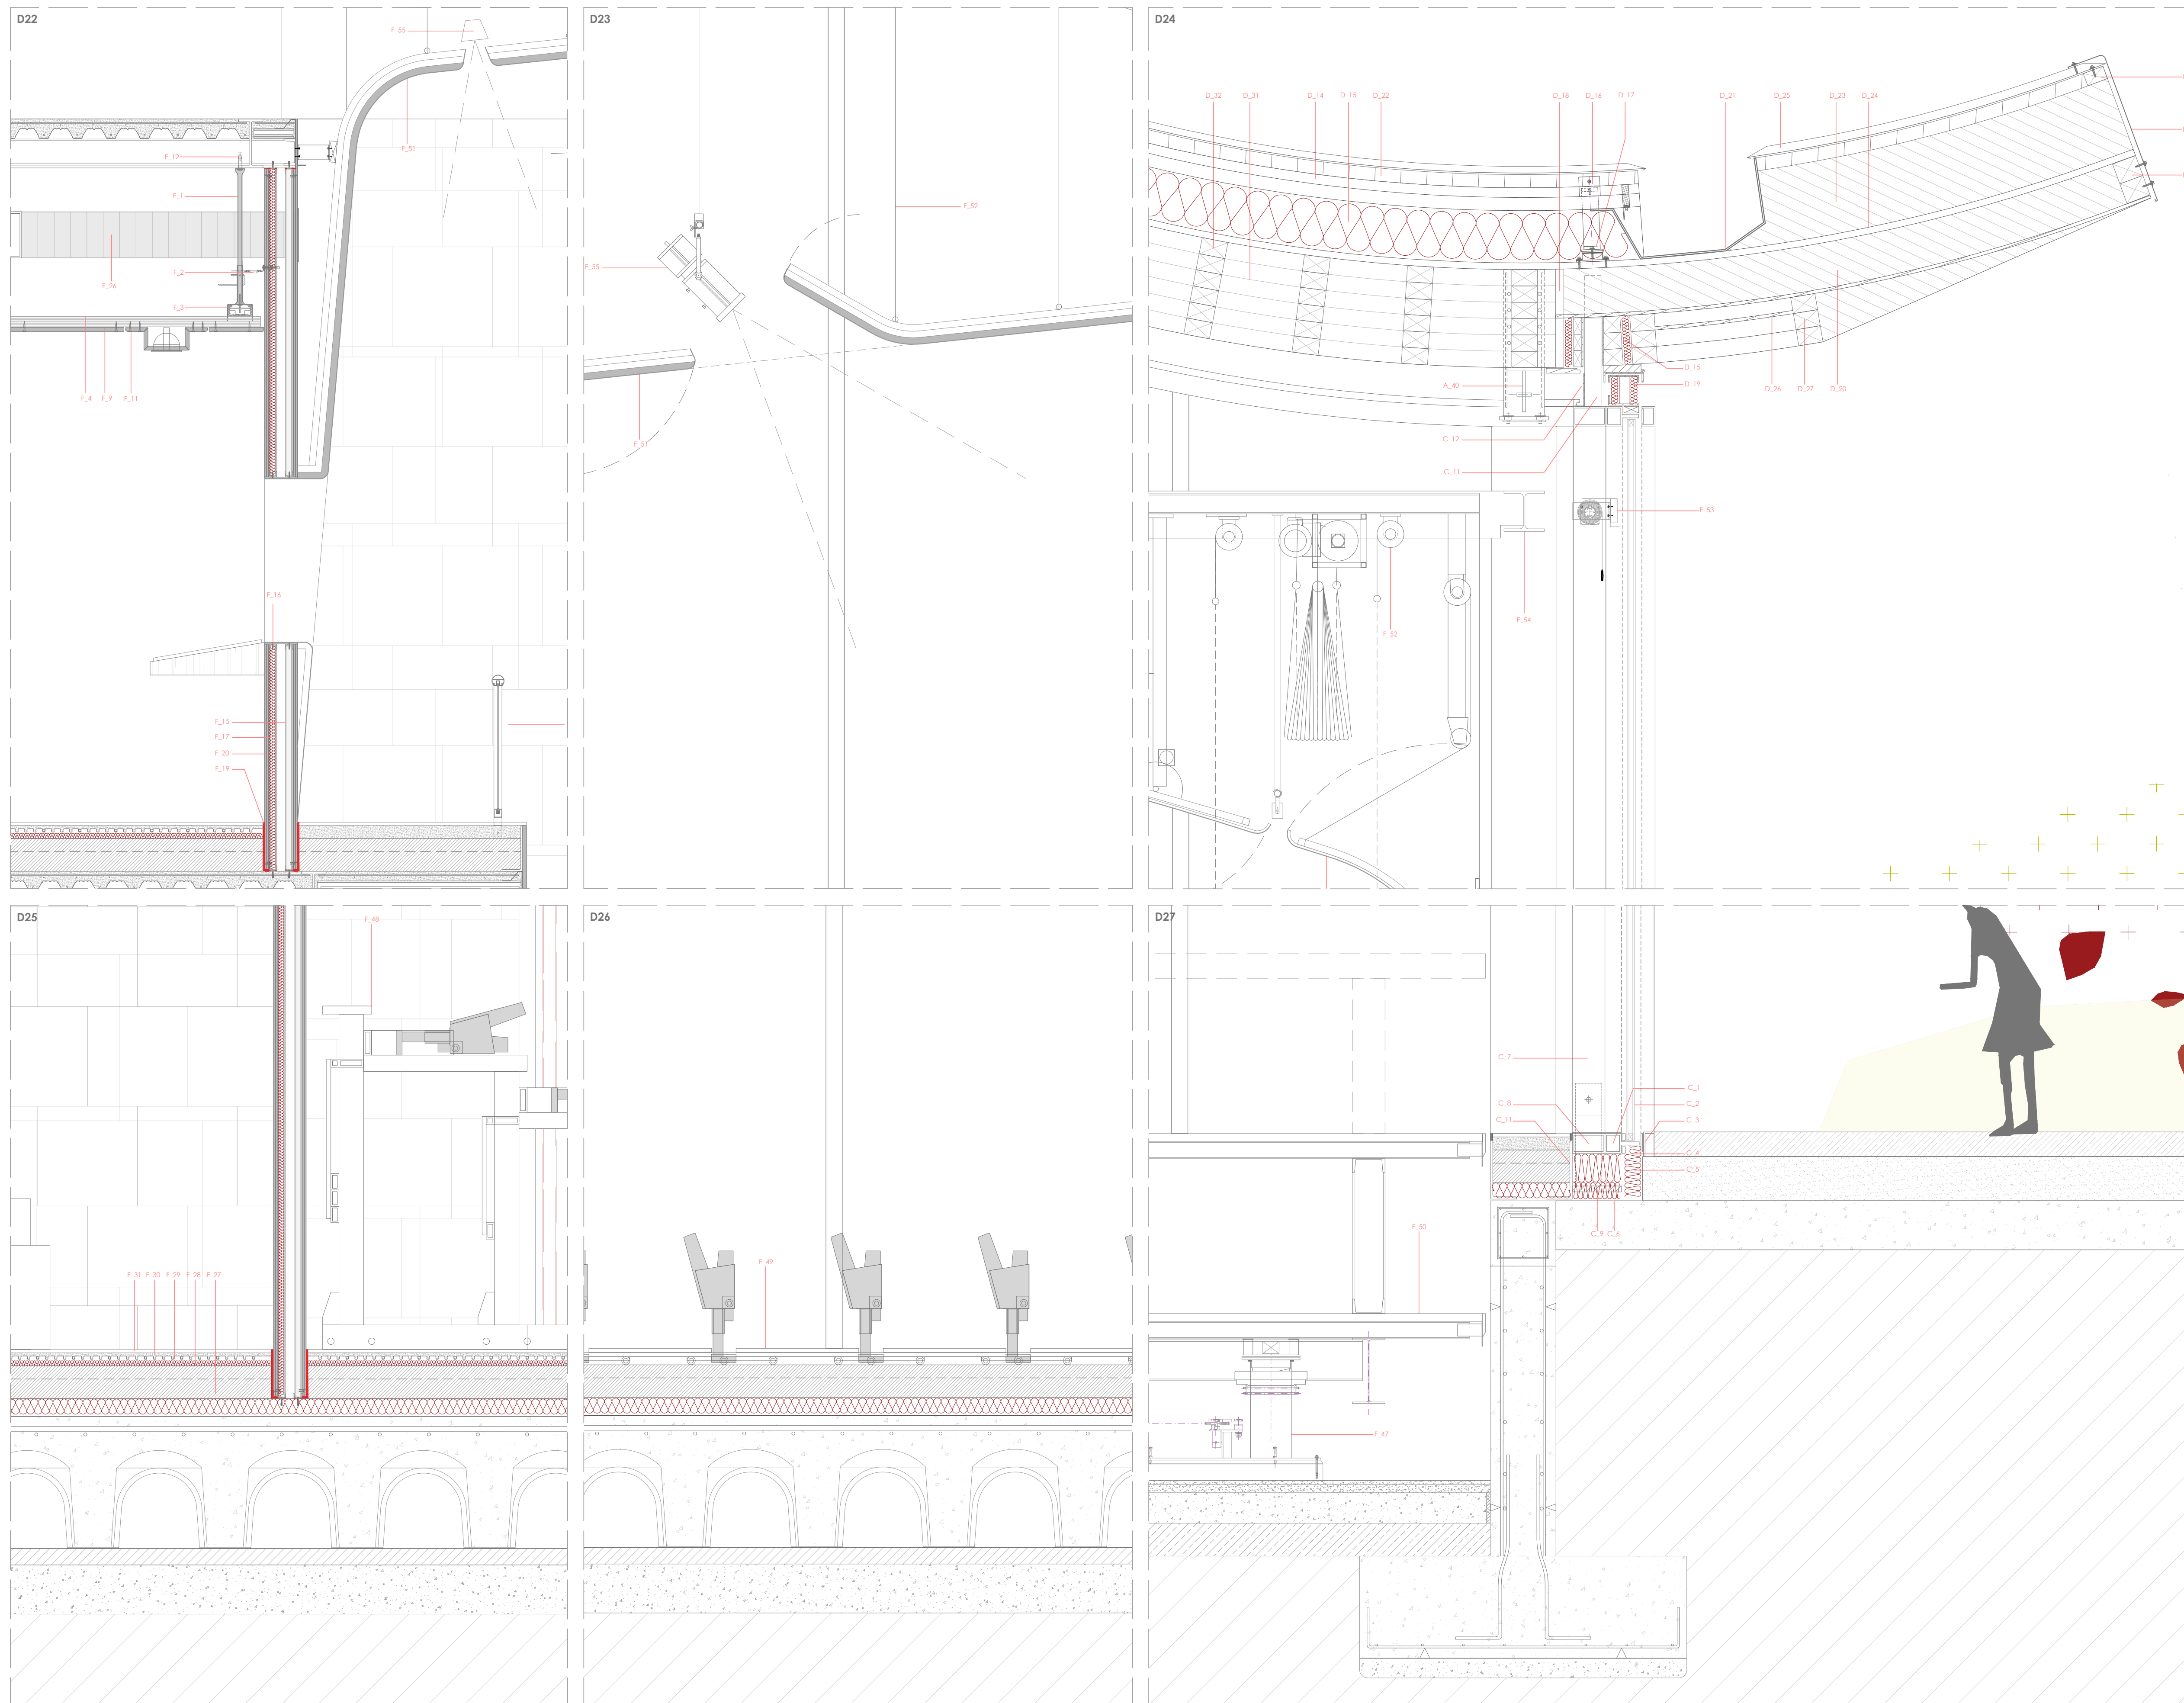 D22
F_55
F_51
F_12
F_1
F_2
F_26
F_3
F_4 F_9 F_11
F_16
F_15
F_17
F_20
F_19
D23
F_52
F_55
F_51
D24
D_32 D_31 D_14 D_15 D_22 D_18 D_16 D_17 D_21 D_25 D_23 D_24
D_15
A_40 D_19
D_26 D_27 D_20
C_12
C_11
F_53
F_54
F_52
D25
F_48
F_31 F_30 F_29 F_28 F_27
D26
F_49
D27
C_7
C_1
C_8 C_2
C_11 C_3
C_4
C_5
F_50
C_9 C_6
F_47